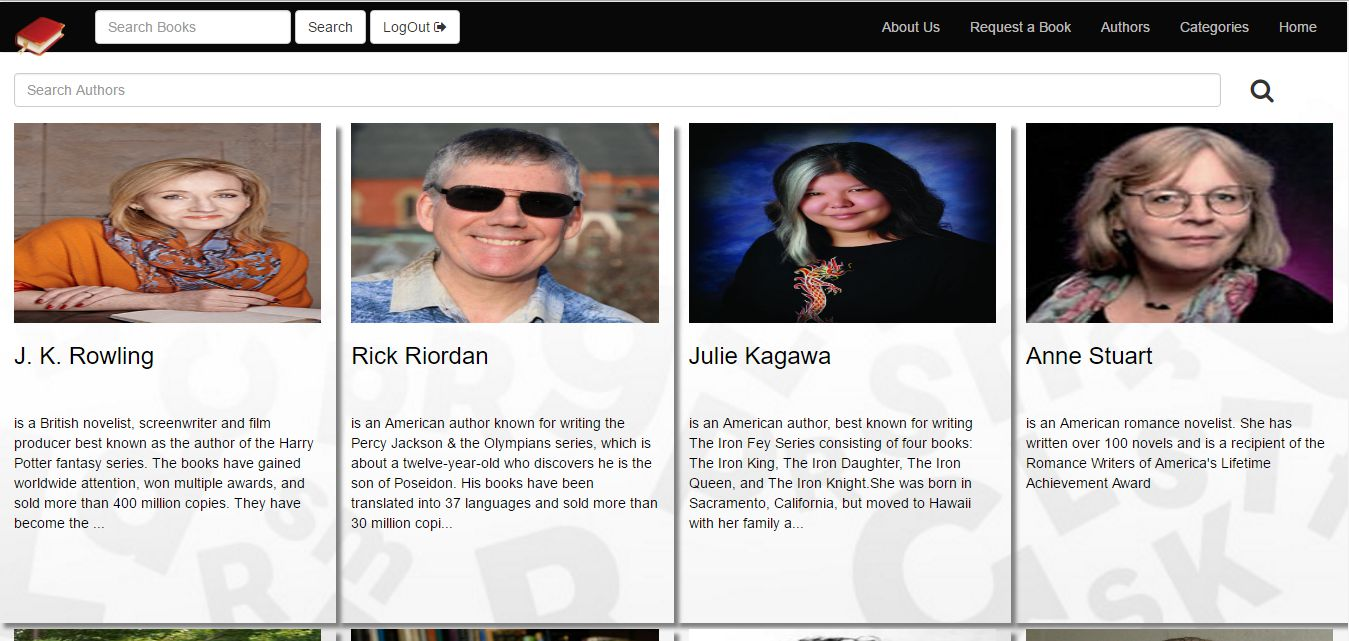 Search Books Search LogOut About Us Request a Book Authors Categories Home
Search Authors
J. K. Rowling
is a British novelist, screenwriter and film
producer best known as the author of the Harry
Potter fantasy series. The books have gained
worldwide attention, won multiple awards, and
sold more than 400 million copies. They have
become the ...
Rick Riordan
is an American author known for writing the
Percy Jackson & the Olympians series, which is
about a twelve-year-old who discovers he is the
son of Poseidon. His books have been
translated into 37 languages and sold more than
30 million copi...
Julie Kagawa
is an American author, best known for writing
The Iron Fey Series consisting of four books:
The Iron King, The Iron Daughter, The Iron
Queen, and The Iron Knight.She was born in
Sacramento, California, but moved to Hawaii
with her family a...
Anne Stuart
is an American romance novelist. She has
written over 100 novels and is a recipient of the
Romance Writers of America's Lifetime
Achievement Award